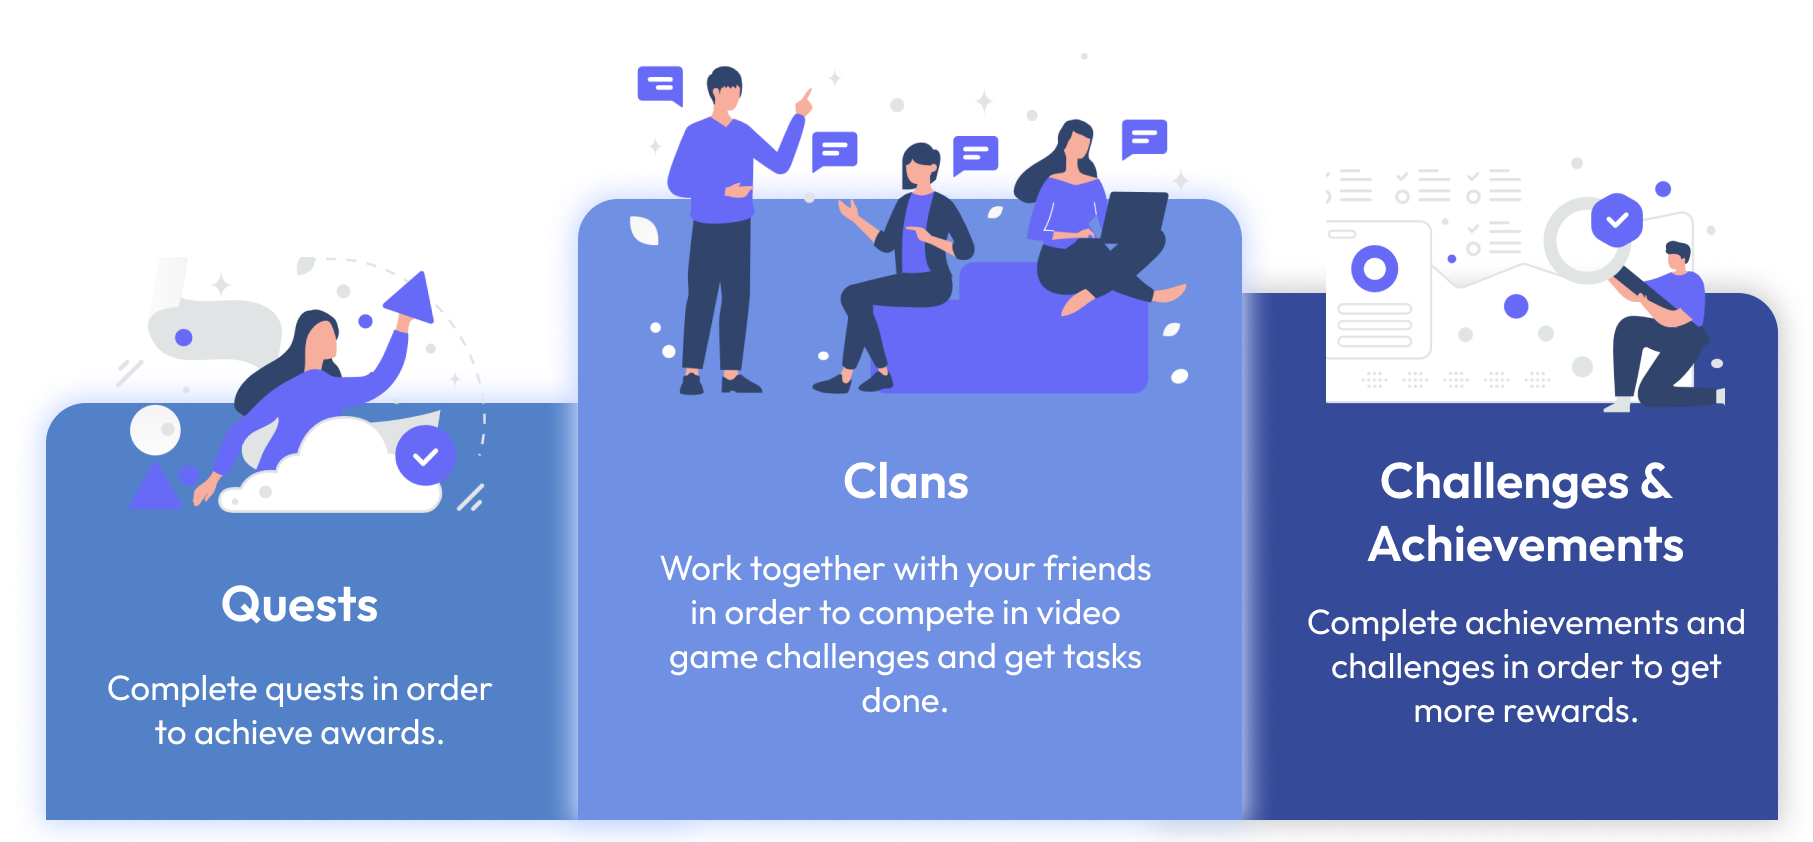 Quests
Complete quests in order
to achieve awards.
Clans
Work together with your friends
in order to compete in video
game challenges and get tasks
done.
Challenges &
Achievements
Complete achievements and
challenges in order to get
more rewards.